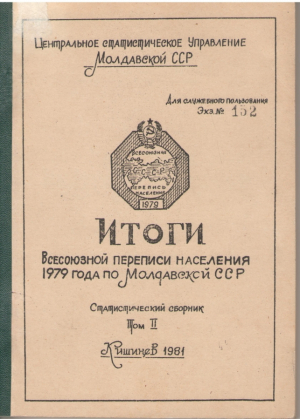 Центральное статистическое Управление
Молдавской ССР
Для служебного пользования
Экз.№ 152
ВСЕСОЮЗНАЯ
С С С Р
ПЕРЕПИСЬ
НАСЕЛЕНИЯ
1979
Итоги
Всесоюзной переписи населения
1979 года по Молдавской ССР
Статистический сборник
Том II
Кишинев 1981